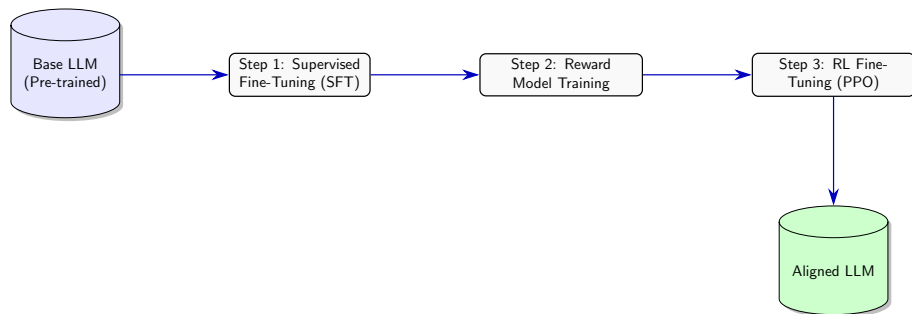 Base LLM
(Pre-trained)
Step 1: Supervised
Fine-Tuning (SFT)
Step 2: Reward
Model Training
Step 3: RL Fine-
Tuning (PPO)
Aligned LLM